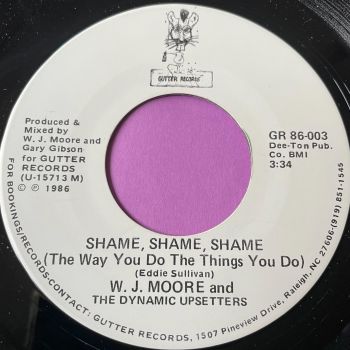 GUTTER RECORDS
Produced &
Mixed by
W. J. Moore and
Gary Gibson
for GUTTER
RECORDS
(U-15713 M)
© ℗ 1986
GR 86-003
Dee-Ton Pub.
Co. BMI
3:34
SHAME, SHAME, SHAME
(The Way You Do The Things You Do)
(Eddie Sullivan)
W. J. MOORE and
THE DYNAMIC UPSETTERS
FOR BOOKINGS/RECORDS-CONTACT: GUTTER RECORDS, 1507 Pineview Drive, Raleigh, NC 27606-(919) 851-1545